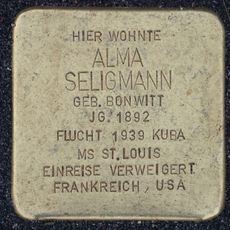 HIER WOHNTE
ALMA
SELIGMANN
GEB. BONWITT
JG. 1892
FLUCHT 1939 KUBA
MS ST. LOUIS
EINREISE VERWEIGERT
FRANKREICH, USA